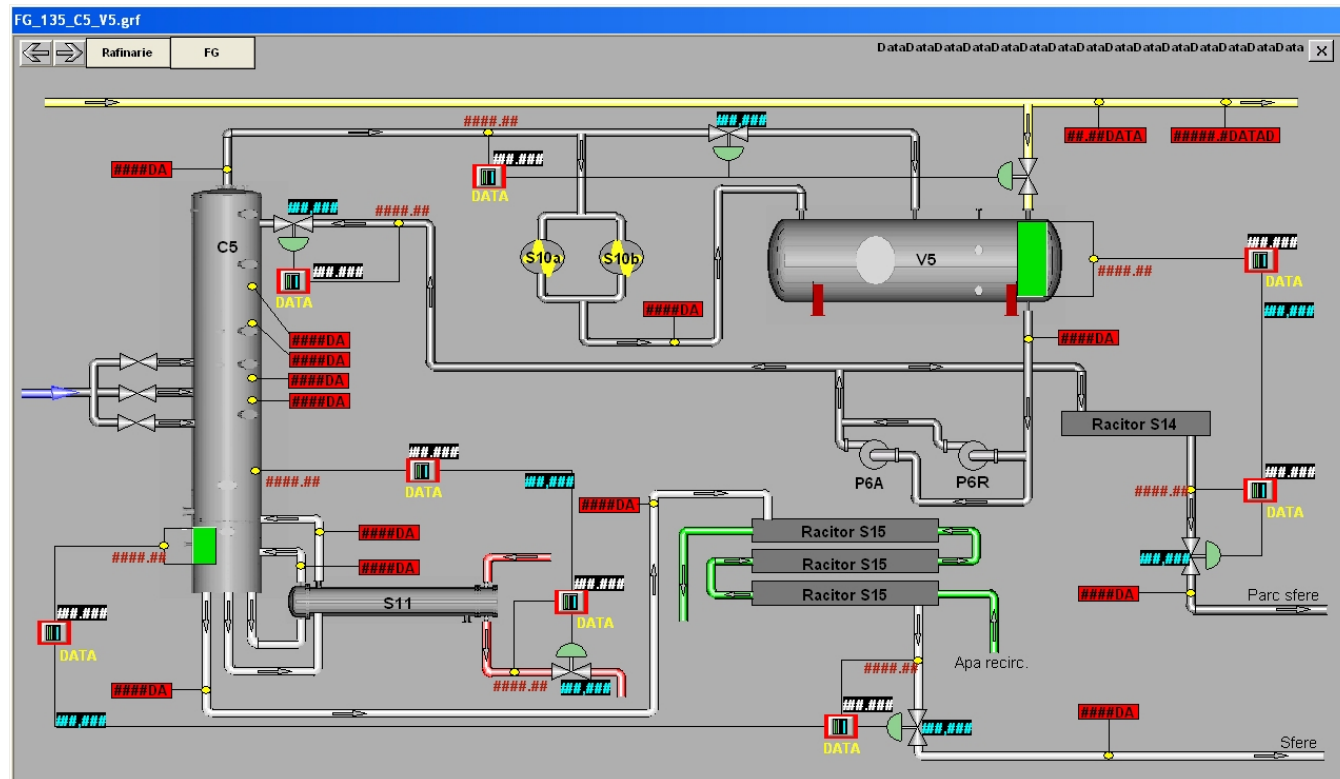 FG_135_C5_V5.grf
Rafinarie
FG
DataDataDataDataDataDataDataDataDataDataDataDataDataDataData X
####.##
##,###
##.##DATA
#####.#DATAD
####DA
##.###
DATA
##,###
####.##
C5
##.###
DATA
S10a
S10b
V5
##.###
####.##
DATA
##,###
####DA
####DA
####DA
####DA
####DA
####DA
Racitor S14
##.###
####.##
DATA
##,###
P6A
P6R
##.###
####.##
DATA
####.##
##,###
####DA
Racitor S15
####DA
####.##
####DA
Racitor S15
##.###
S11
Racitor S15
####DA
Parc sfere
##.###
DATA
DATA
Apa recirc.
####DA
####.##
##,###
####.##
##.###
##,###
DATA
##,###
####DA
Sfere